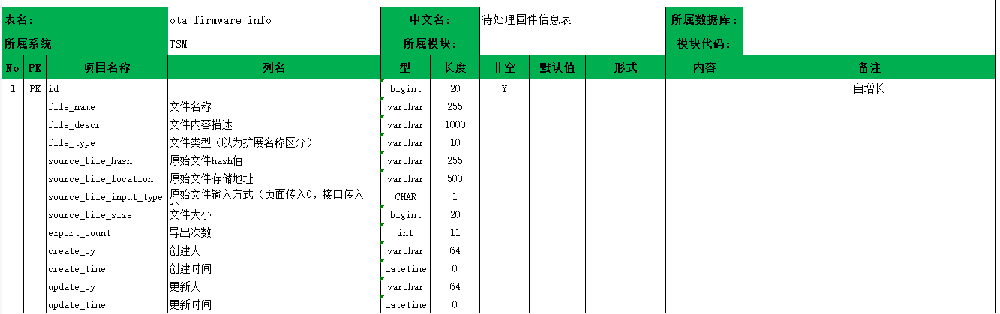 表名： ota_firmware_info 中文名： 待处理固件信息表 所属数据库：
所属系统 TSM 所属模块： 模块代码：
No PK 项目名称 列名 型 长度 非空 默认值 形式 内容 备注
1 PK id bigint 20 Y 自增长
file_name 文件名称 varchar 255
file_descr 文件内容描述 varchar 1000
file_type 文件类型（以为扩展名称区分） varchar 10
source_file_hash 原始文件hash值 varchar 255
source_file_location 原始文件存储地址 varchar 500
source_file_input_type 原始文件输入方式（页面传入0，接口传入 CHAR 1
source_file_size 文件大小 bigint 20
export_count 导出次数 int 11
create_by 创建人 varchar 64
create_time 创建时间 datetime 0
update_by 更新人 varchar 64
update_time 更新时间 datetime 0